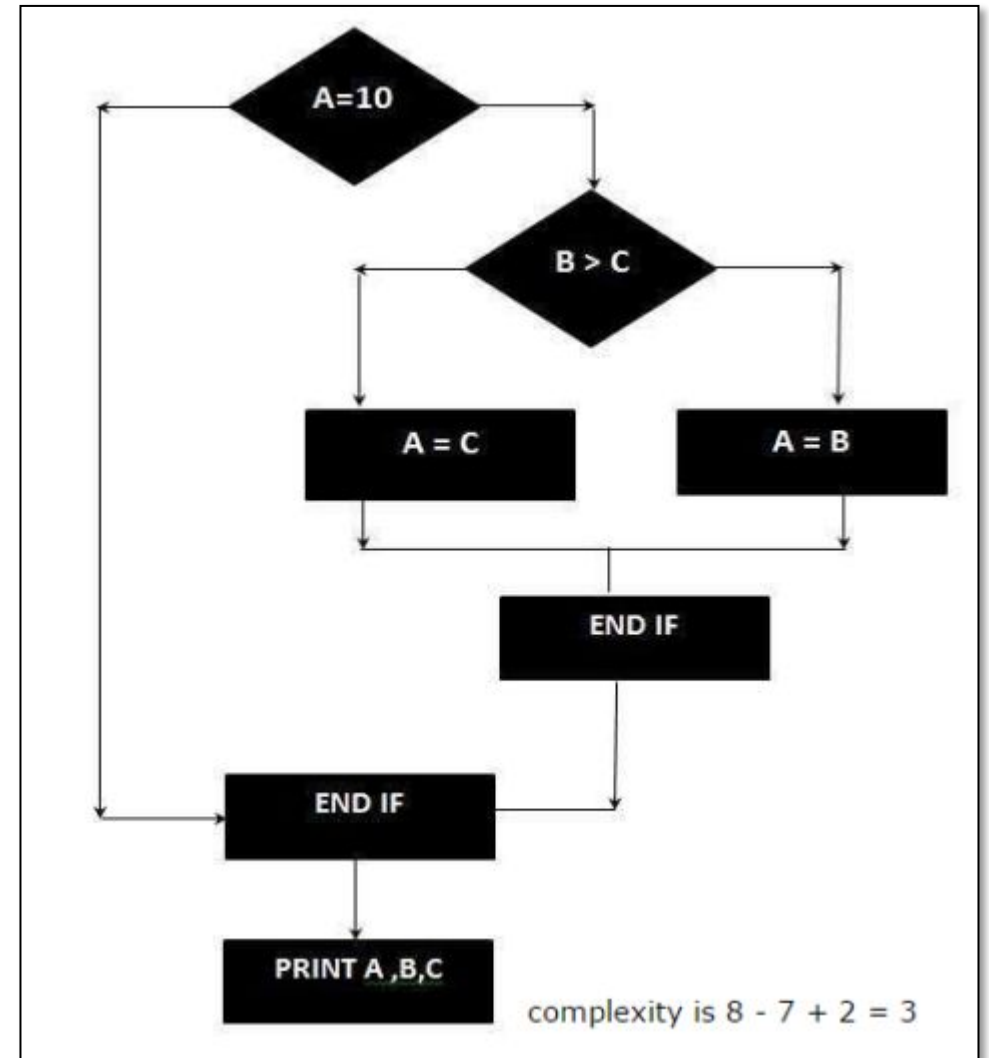 A=10
B > C
A = C
A = B
END IF
END IF
PRINT A ,B,C
complexity is 8 - 7 + 2 = 3